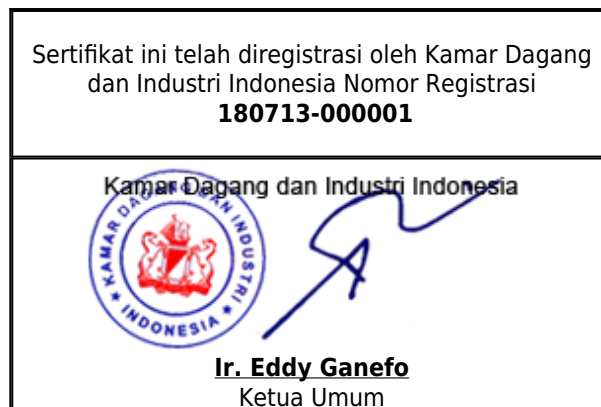 Sertifikat ini telah diregistrasi oleh Kamar Dagang
dan Industri Indonesia Nomor Registrasi
180713-000001
Kamar Dagang dan Industri Indonesia
KAMAR DAGANG DAN INDUSTRI
INDONESIA
Ir. Eddy Ganefo
Ketua Umum